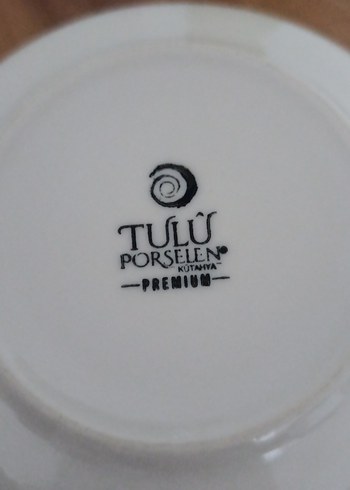 TULÛ
PORSELEN®
KÜTAHYA
PREMIUM